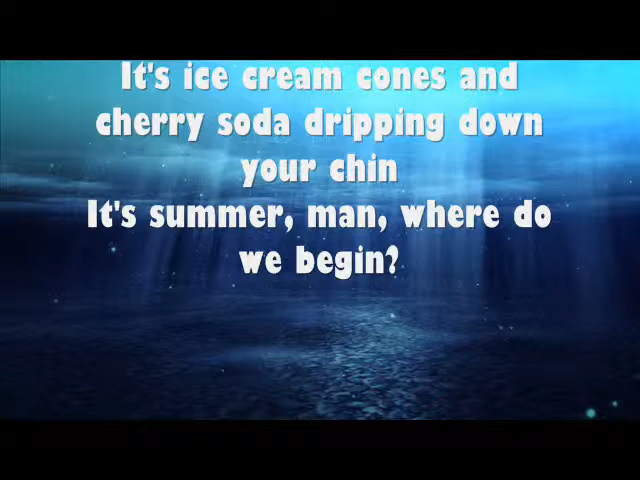 It's ice cream cones and
cherry soda dripping down
your chin
It's summer, man, where do
we begin?